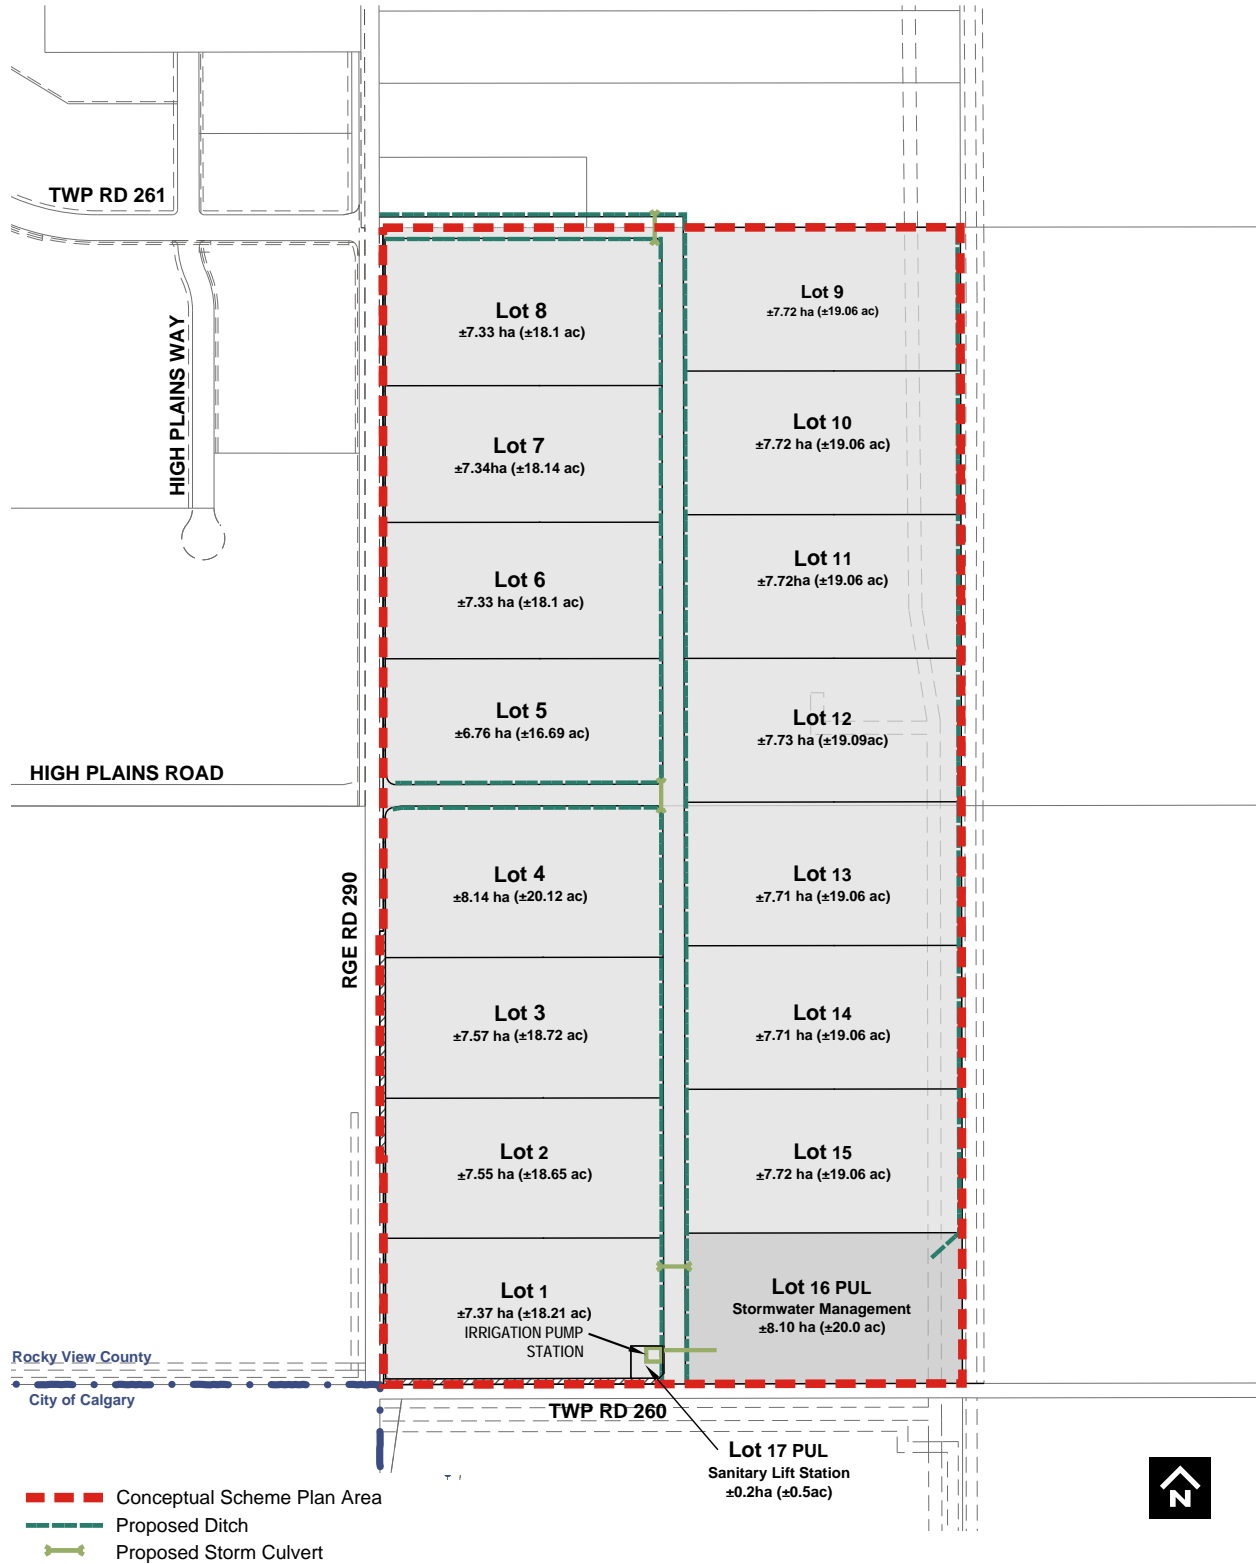 TWP RD 261
HIGH PLAINS WAY
Lot 8
±7.33 ha (±18.1 ac)
Lot 9
±7.72 ha (±19.06 ac)
Lot 7
±7.34ha (±18.14 ac)
Lot 10
±7.72 ha (±19.06 ac)
Lot 6
±7.33 ha (±18.1 ac)
Lot 11
±7.72ha (±19.06 ac)
Lot 5
±6.76 ha (±16.69 ac)
Lot 12
±7.73 ha (±19.09ac)
HIGH PLAINS ROAD
RGE RD 290
Lot 4
±8.14 ha (±20.12 ac)
Lot 13
±7.71 ha (±19.06 ac)
Lot 3
±7.57 ha (±18.72 ac)
Lot 14
±7.71 ha (±19.06 ac)
Lot 2
±7.55 ha (±18.65 ac)
Lot 15
±7.72 ha (±19.06 ac)
Lot 1
±7.37 ha (±18.21 ac)
IRRIGATION PUMP
STATION
Lot 16 PUL
Stormwater Management
±8.10 ha (±20.0 ac)
Rocky View County
City of Calgary
TWP RD 260
Lot 17 PUL
Sanitary Lift Station
±0.2ha (±0.5ac)
N
Conceptual Scheme Plan Area
Proposed Ditch
Proposed Storm Culvert